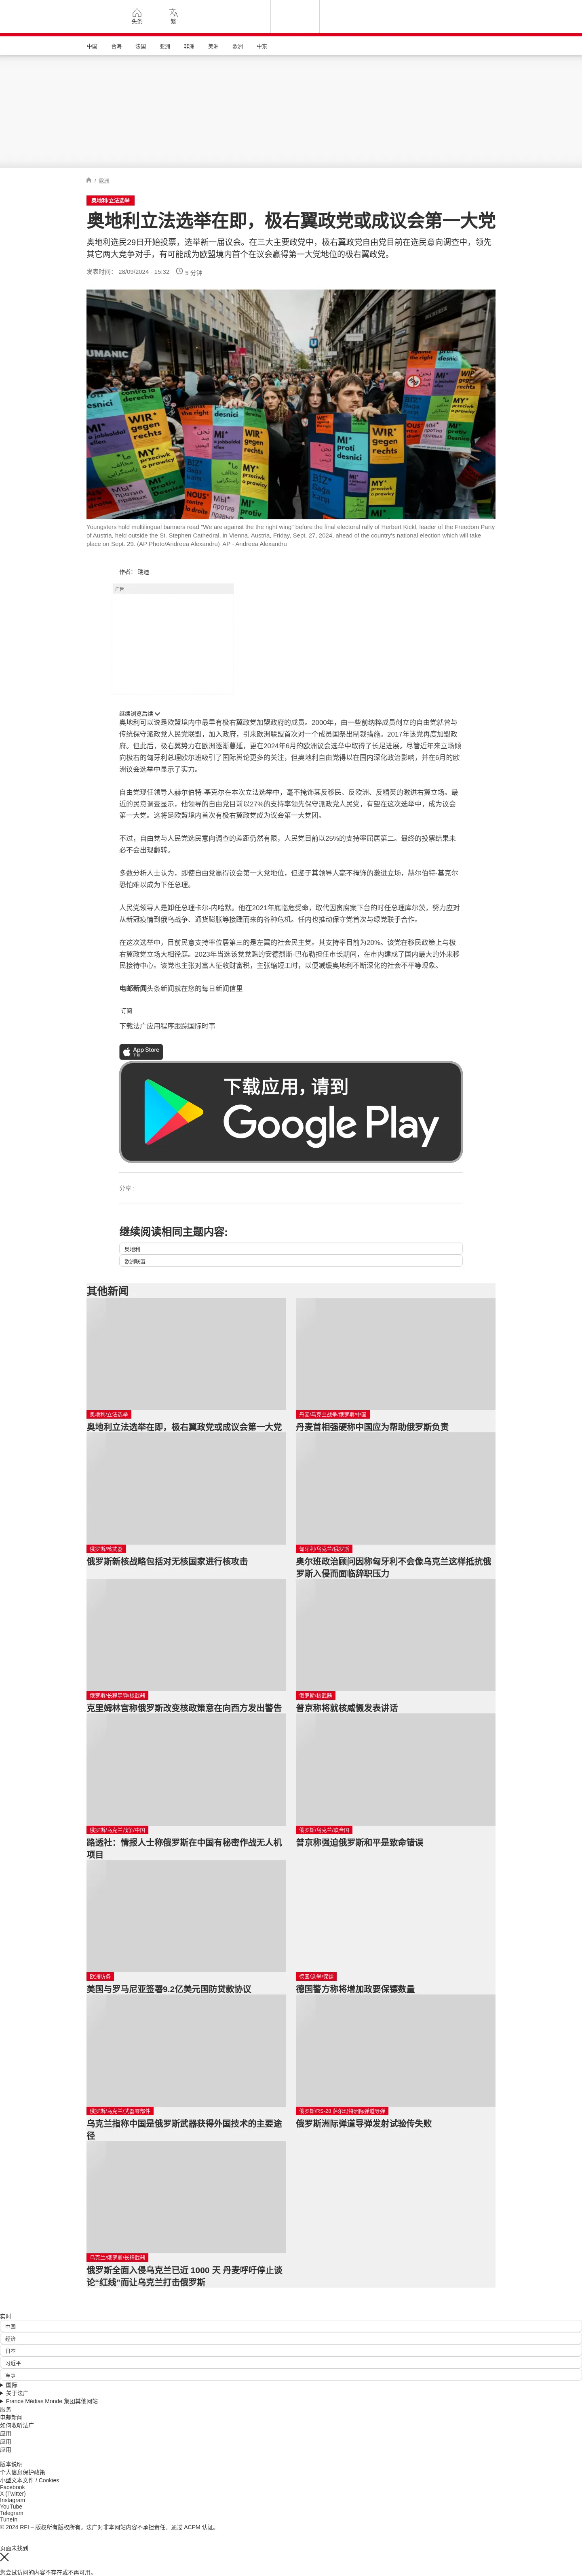 头条
繁
中国
台海
法国
亚洲
非洲
美洲
欧洲
中东
/ 欧洲
奥地利/立法选举
奥地利立法选举在即，极右翼政党或成议会第一大党
奥地利选民29日开始投票，选举新一届议会。在三大主要政党中，极右翼政党自由党目前在选民意向调查中，领先
其它两大竞争对手，有可能成为欧盟境内首个在议会赢得第一大党地位的极右翼政党。
发表时间： 28/09/2024 - 15:32
5 分钟
Youngsters hold multilingual banners read "We are against the the right wing" before the final electoral rally of Herbert Kickl, leader of the Freedom Party
of Austria, held outside the St. Stephen Cathedral, in Vienna, Austria, Friday, Sept. 27, 2024, ahead of the country's national election which will take
place on Sept. 29. (AP Photo/Andreea Alexandru) AP - Andreea Alexandru
作者： 瑞迪
广告
继续浏览后续
奥地利可以说是欧盟境内中最早有极右翼政党加盟政府的成员。2000年，由一些前纳粹成员创立的自由党就曾与
传统保守派政党人民党联盟，加入政府，引来欧洲联盟首次对一个成员国祭出制裁措施。2017年该党再度加盟政
府。但此后，极右翼势力在欧洲逐渐蔓延，更在2024年6月的欧洲议会选举中取得了长足进展。尽管近年来立场倾
向极右的匈牙利总理欧尔班吸引了国际舆论更多的关注，但奥地利自由党得以在国内深化政治影响，并在6月的欧
洲议会选举中显示了实力。
自由党现任领导人赫尔伯特-基克尔在本次立法选举中，毫不掩饰其反移民、反欧洲、反精英的激进右翼立场。最
近的民意调查显示，他领导的自由党目前以27%的支持率领先保守派政党人民党，有望在这次选举中，成为议会
第一大党。这将是欧盟境内首次有极右翼政党成为议会第一大党团。
不过，自由党与人民党选民意向调查的差距仍然有限，人民党目前以25%的支持率屈居第二。最终的投票结果未
必不会出现翻转。
多数分析人士认为，即使自由党赢得议会第一大党地位，但鉴于其领导人毫不掩饰的激进立场，赫尔伯特-基克尔
恐怕难以成为下任总理。
人民党领导人是卸任总理卡尔-内哈默。他在2021年底临危受命，取代因贪腐案下台的时任总理库尔茨，努力应对
从新冠疫情到俄乌战争、通货膨胀等接踵而来的各种危机。任内也推动保守党首次与绿党联手合作。
在这次选举中，目前民意支持率位居第三的是左翼的社会民主党。其支持率目前为20%。该党在移民政策上与极
右翼政党立场大相径庭。2023年当选该党党魁的安德烈斯-巴布勒担任市长期间，在市内建成了国内最大的外来移
民接待中心。该党也主张对富人征收财富税，主张缩短工时，以便减缓奥地利不断深化的社会不平等现象。
电邮新闻头条新闻就在您的每日新闻信里
订阅
下载法广应用程序跟踪国际时事
App Store
下载
下载应用，请到
Google Play
分享 :
继续阅读相同主题内容:
奥地利
欧洲联盟
其他新闻
奥地利/立法选举
奥地利立法选举在即，极右翼政党或成议会第一大党
丹麦/乌克兰战争/俄罗斯/中国
丹麦首相强硬称中国应为帮助俄罗斯负责
俄罗斯/核武器
俄罗斯新核战略包括对无核国家进行核攻击
匈牙利/乌克兰/俄罗斯
奥尔班政治顾问因称匈牙利不会像乌克兰这样抵抗俄
罗斯入侵而面临辞职压力
俄罗斯/长程导弹/核武器
克里姆林宫称俄罗斯改变核政策意在向西方发出警告
俄罗斯/核武器
普京称将就核威慑发表讲话
俄罗斯/乌克兰战争/中国
路透社：情报人士称俄罗斯在中国有秘密作战无人机
项目
俄罗斯/乌克兰/联合国
普京称强迫俄罗斯和平是致命错误
欧洲防务
美国与罗马尼亚签署9.2亿美元国防贷款协议
德国/选举/保镖
德国警方称将增加政要保镖数量
俄罗斯/乌克兰/武器零部件
乌克兰指称中国是俄罗斯武器获得外国技术的主要途
径
俄罗斯/RS-28 萨尔玛特洲际弹道导弹
俄罗斯洲际弹道导弹发射试验传失败
乌克兰/俄罗斯/长程武器
俄罗斯全面入侵乌克兰已近 1000 天 丹麦呼吁停止谈
论“红线”而让乌克兰打击俄罗斯
实时
中国
经济
日本
习近平
军事
国际
关于法广
France Médias Monde 集团其他网站
服务
电邮新闻
如何收听法广
应用
应用
应用
版本说明
个人信息保护政策
小型文本文件 / Cookies
Facebook
X (Twitter)
Instagram
YouTube
Telegram
TuneIn
© 2024 RFI – 版权所有版权所有。法广对非本网站内容不承担责任。通过 ACPM 认证。
页面未找到
您尝试访问的内容不存在或不再可用。